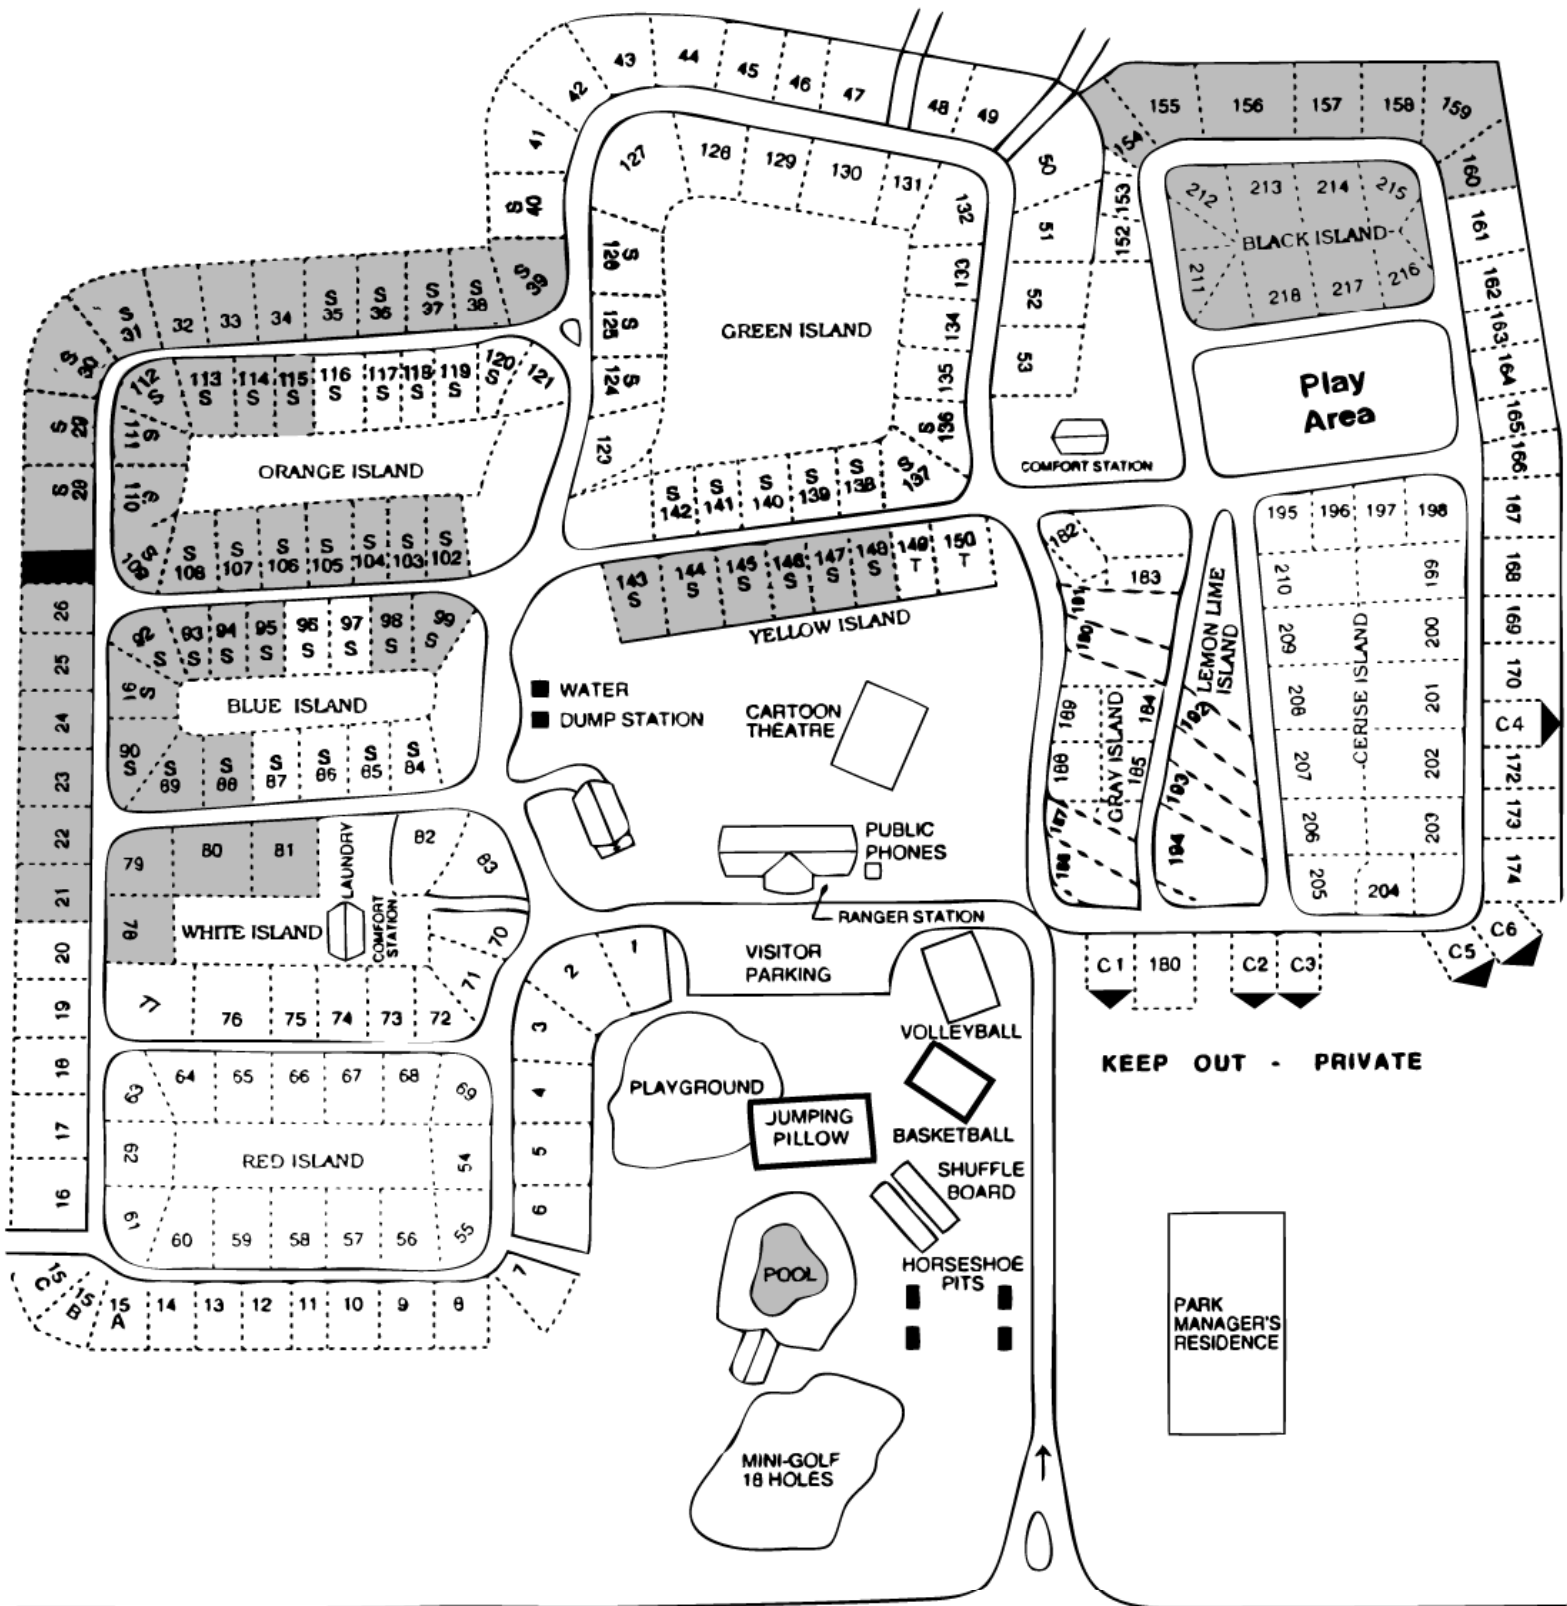 43
44
45
46
47
48
49
42
41
S
40
50
51
52
53
154
155
156
157
158
159
160
153
152
161
162
163
164
165
166
127
128
129
130
131
132
133
134
135
S
136
S
137
S
138
S
139
S
140
S
141
S
142
S
126
S
125
S
124
123
GREEN ISLAND
212
213
214
215
BLACK ISLAND
211
218
217
216
Play
Area
COMFORT STATION
S
31
32
33
34
S
35
S
36
S
37
S
38
S
39
S
30
S
29
S
28
112
S
113
S
114
S
115
S
116
S
117
S
118
S
119
S
120
S
121
S
111
S
110
S
109
ORANGE ISLAND
S
108
S
107
S
106
S
105
S
104
S
103
S
102
143
S
144
S
145
S
146
S
147
S
148
S
149
T
150
T
YELLOW ISLAND
26
25
24
23
22
21
20
19
18
17
16
92
S
93
S
94
S
95
S
96
S
97
S
98
S
99
S
91
S
90
S
BLUE ISLAND
S
89
S
88
S
87
S
86
S
85
S
84
WATER
DUMP STATION
CARTOON
THEATRE
182
183
191
190
189
184
188
185
187
186
GRAY ISLAND
LEMON LIME
ISLAND
192
193
194
195
196
197
198
210
199
209
200
208
201
207
202
206
203
205
204
CERISE ISLAND
167
168
169
170
C4
172
173
174
79
80
81
LAUNDRY
82
83
78
WHITE ISLAND
COMFORT
STATION
70
71
77
76
75
74
73
72
PUBLIC
PHONES
RANGER STATION
VISITOR
PARKING
1
2
3
4
5
6
7
C1
180
C2
C3
C5
C6
VOLLEYBALL
KEEP OUT - PRIVATE
63
64
65
66
67
68
69
62
RED ISLAND
54
61
60
59
58
57
56
55
PLAYGROUND
JUMPING
PILLOW
BASKETBALL
SHUFFLE
BOARD
HORSESHOE
PITS
POOL
15
C
15
B
15
A
14
13
12
11
10
9
8
PARK
MANAGER'S
RESIDENCE
MINI-GOLF
18 HOLES